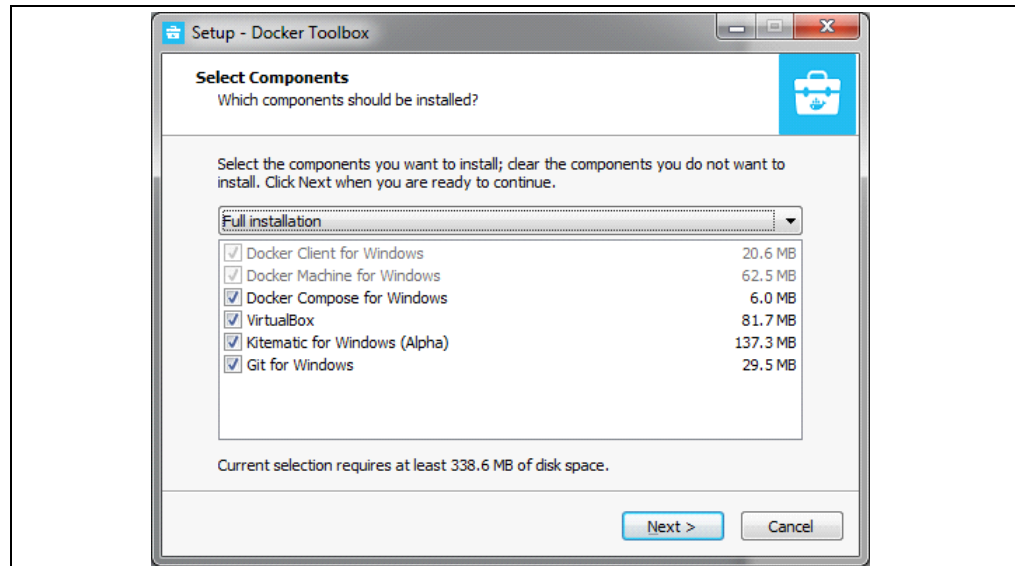 Setup - Docker Toolbox
Select Components
Which components should be installed?
Select the components you want to install; clear the components you do not want to
install. Click Next when you are ready to continue.
Full installation
Docker Client for Windows 20.6 MB
Docker Machine for Windows 62.5 MB
Docker Compose for Windows 6.0 MB
VirtualBox 81.7 MB
Kitematic for Windows (Alpha) 137.3 MB
Git for Windows 29.5 MB
Current selection requires at least 338.6 MB of disk space.
Next > Cancel